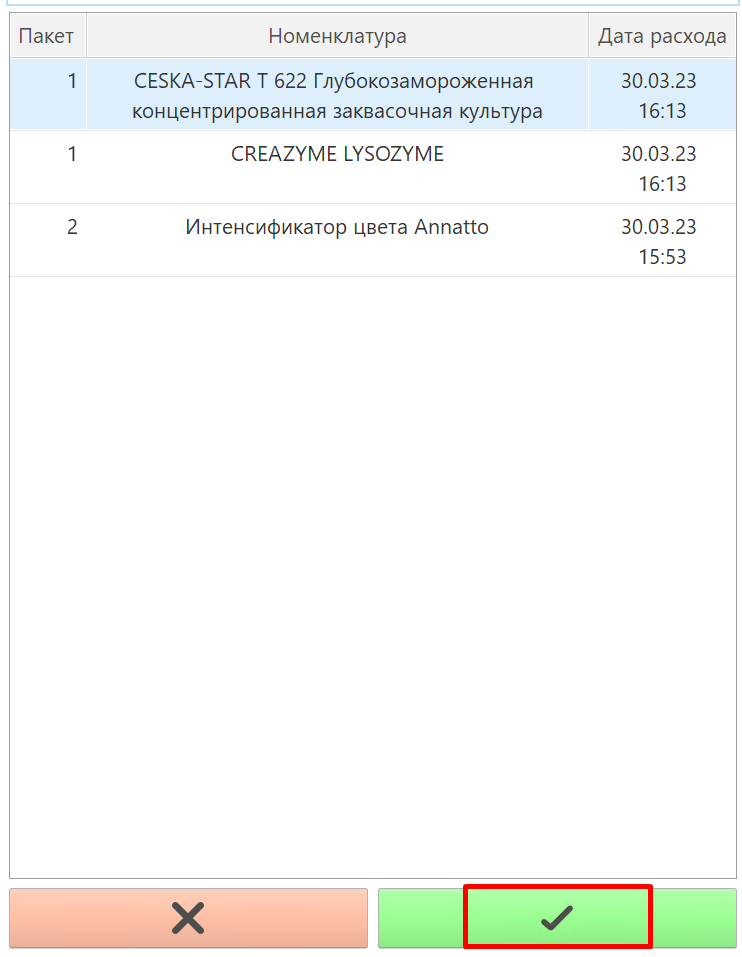 Пакет Номенклатура Дата расхода
1 CESKA-STAR T 622 Глубокозамороженная 30.03.23
концентрированная заквасочная культура 16:13
1 CREAZYME LYSOZYME 30.03.23
16:13
2 Интенсификатор цвета Annatto 30.03.23
15:53